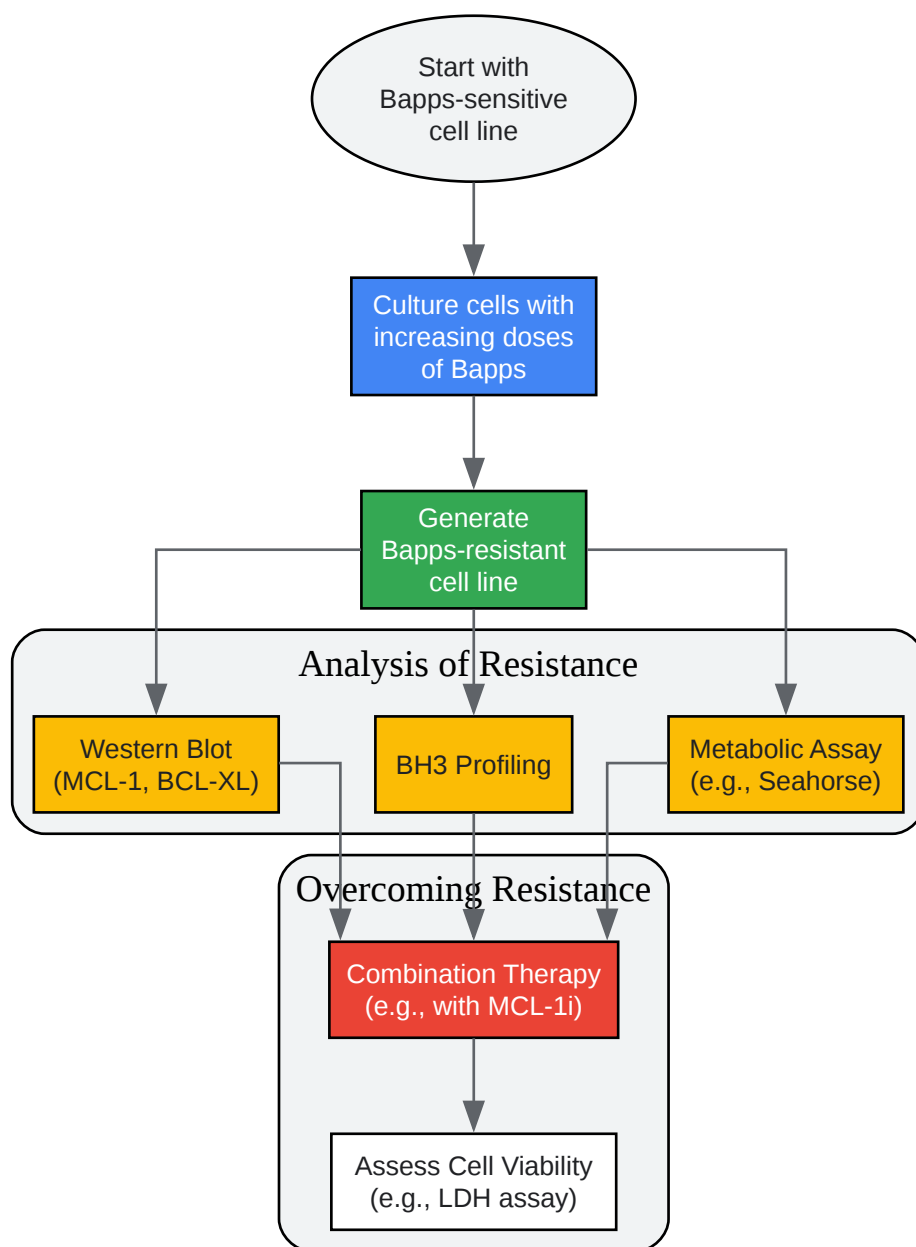 Start with
Bapps-sensitive
cell line
Culture cells with
increasing doses
of Bapps
Generate
Bapps-resistant
cell line
Analysis of Resistance
Western Blot
(MCL-1, BCL-XL)
BH3 Profiling
Metabolic Assay
(e.g., Seahorse)
Overcoming Resistance
Combination Therapy
(e.g., with MCL-1i)
Assess Cell Viability
(e.g., LDH assay)